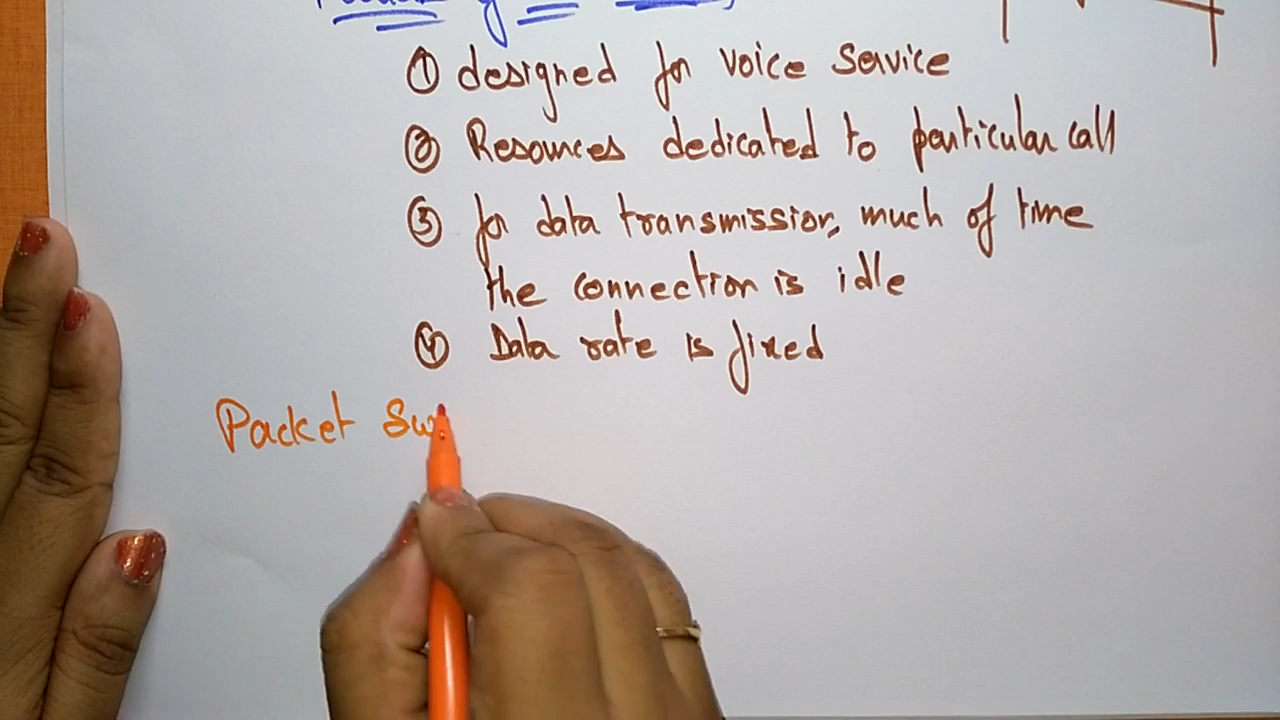 ① designed for voice Service
② Resources dedicated to particular call
③ for data transmission, much of time
the connection is idle
④ Data rate is fixed
Packet Sw